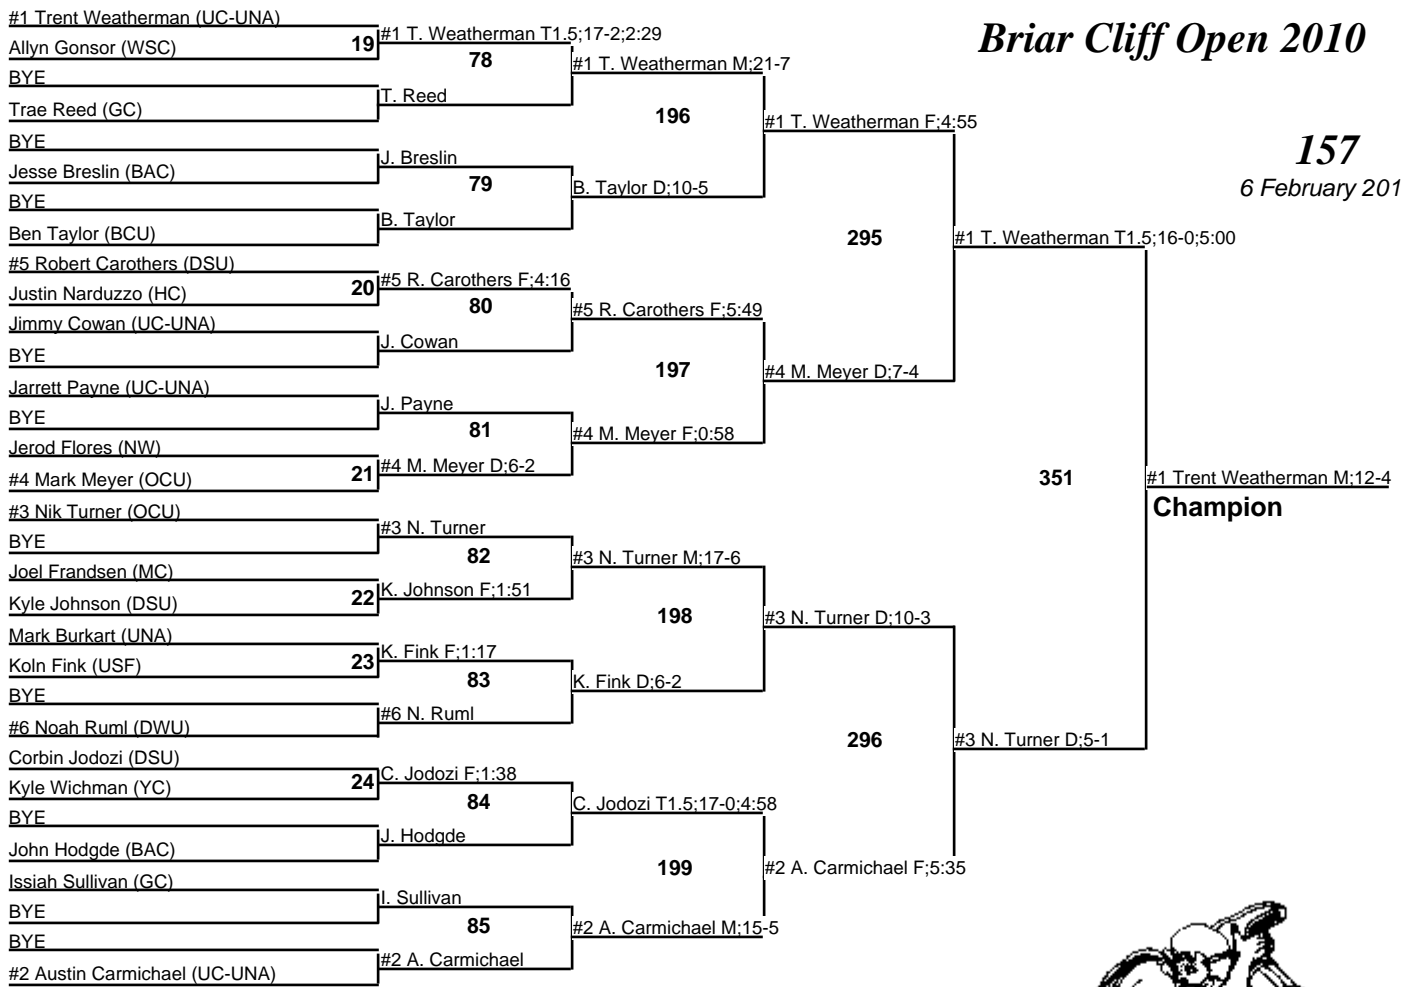 Briar Cliff Open 2010
157
6 February 201
#1 Trent Weatherman (UC-UNA)
Allyn Gonsor (WSC)
BYE
Trae Reed (GC)
BYE
Jesse Breslin (BAC)
BYE
Ben Taylor (BCU)
#5 Robert Carothers (DSU)
Justin Narduzzo (HC)
Jimmy Cowan (UC-UNA)
BYE
Jarrett Payne (UC-UNA)
BYE
Jerod Flores (NW)
#4 Mark Meyer (OCU)
#3 Nik Turner (OCU)
BYE
Joel Frandsen (MC)
Kyle Johnson (DSU)
Mark Burkart (UNA)
Koln Fink (USF)
BYE
#6 Noah Ruml (DWU)
Corbin Jodozi (DSU)
Kyle Wichman (YC)
BYE
John Hodgde (BAC)
Issiah Sullivan (GC)
BYE
BYE
#2 Austin Carmichael (UC-UNA)
19
20
21
22
23
24
#1 T. Weatherman T1.5;17-2;2:29
78
T. Reed
J. Breslin
79
B. Taylor
#5 R. Carothers F;4:16
80
J. Cowan
J. Payne
81
#4 M. Meyer D;6-2
#3 N. Turner
82
K. Johnson F;1:51
K. Fink F;1:17
83
#6 N. Ruml
C. Jodozi F;1:38
84
J. Hodgde
I. Sullivan
85
#2 A. Carmichael
#1 T. Weatherman M;21-7
196
B. Taylor D;10-5
#5 R. Carothers F;5:49
197
#4 M. Meyer F;0:58
#3 N. Turner M;17-6
198
K. Fink D;6-2
C. Jodozi T1.5;17-0;4:58
199
#2 A. Carmichael M;15-5
#1 T. Weatherman F;4:55
295
#4 M. Meyer D;7-4
#3 N. Turner D;10-3
296
#2 A. Carmichael F;5:35
#1 T. Weatherman T1.5;16-0;5:00
351
#3 N. Turner D;5-1
#1 Trent Weatherman M;12-4
Champion